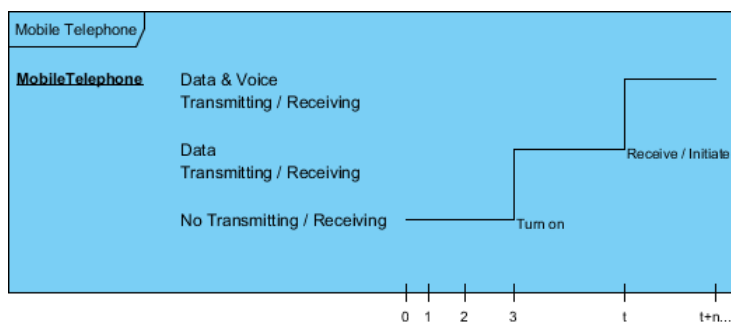 Mobile Telephone
MobileTelephone
Data & Voice
Transmitting / Receiving
Data
Transmitting / Receiving
Receive / Initiate
No Transmitting / Receiving
Turn on
0 1 2 3 t t+n...